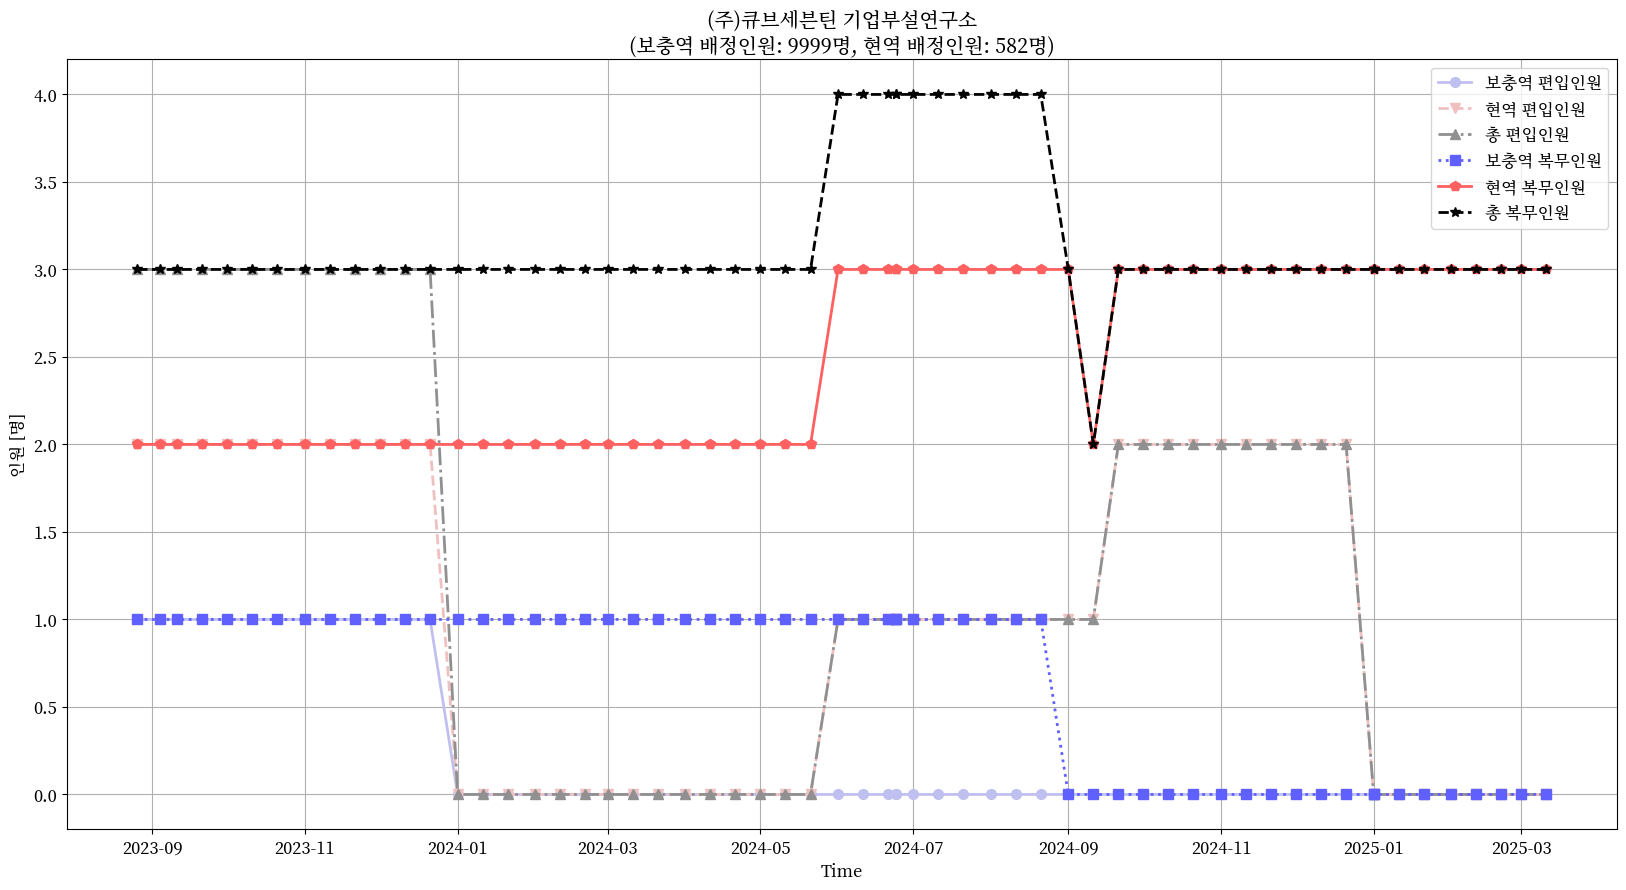 (주)큐브세븐틴 기업부설연구소
(보충역 배정인원: 9999명, 현역 배정인원: 582명)
보충역 편입인원
현역 편입인원
총 편입인원
보충역 복무인원
현역 복무인원
총 복무인원
인원 [명]
4.0
3.5
3.0
2.5
2.0
1.5
1.0
0.5
0.0
2023-09
2023-11
2024-01
2024-03
2024-05
2024-07
2024-09
2024-11
2025-01
2025-03
Time